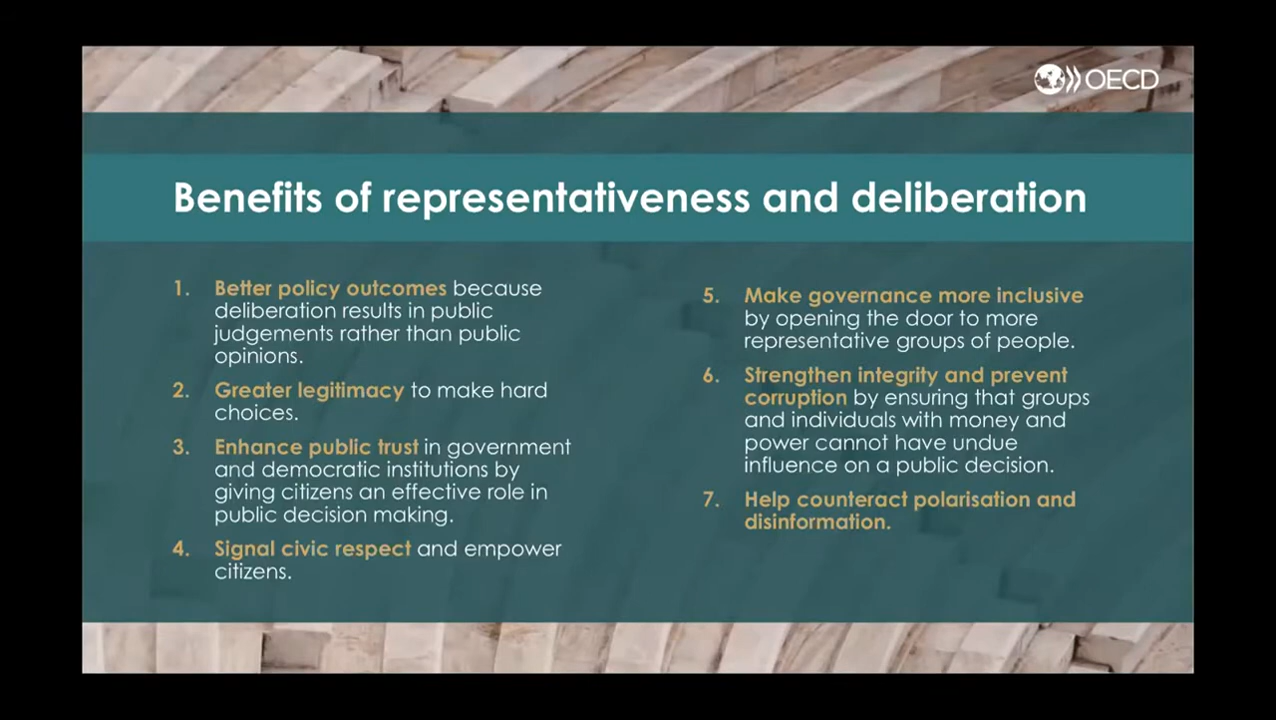 OECD
Benefits of representativeness and deliberation
1. Better policy outcomes because
deliberation results in public
judgements rather than public
opinions.
2. Greater legitimacy to make hard
choices.
3. Enhance public trust in government
and democratic institutions by
giving citizens an effective role in
public decision making.
4. Signal civic respect and empower
citizens.
5. Make governance more inclusive
by opening the door to more
representative groups of people.
6. Strengthen integrity and prevent
corruption by ensuring that groups
and individuals with money and
power cannot have undue
influence on a public decision.
7. Help counteract polarisation and
disinformation.